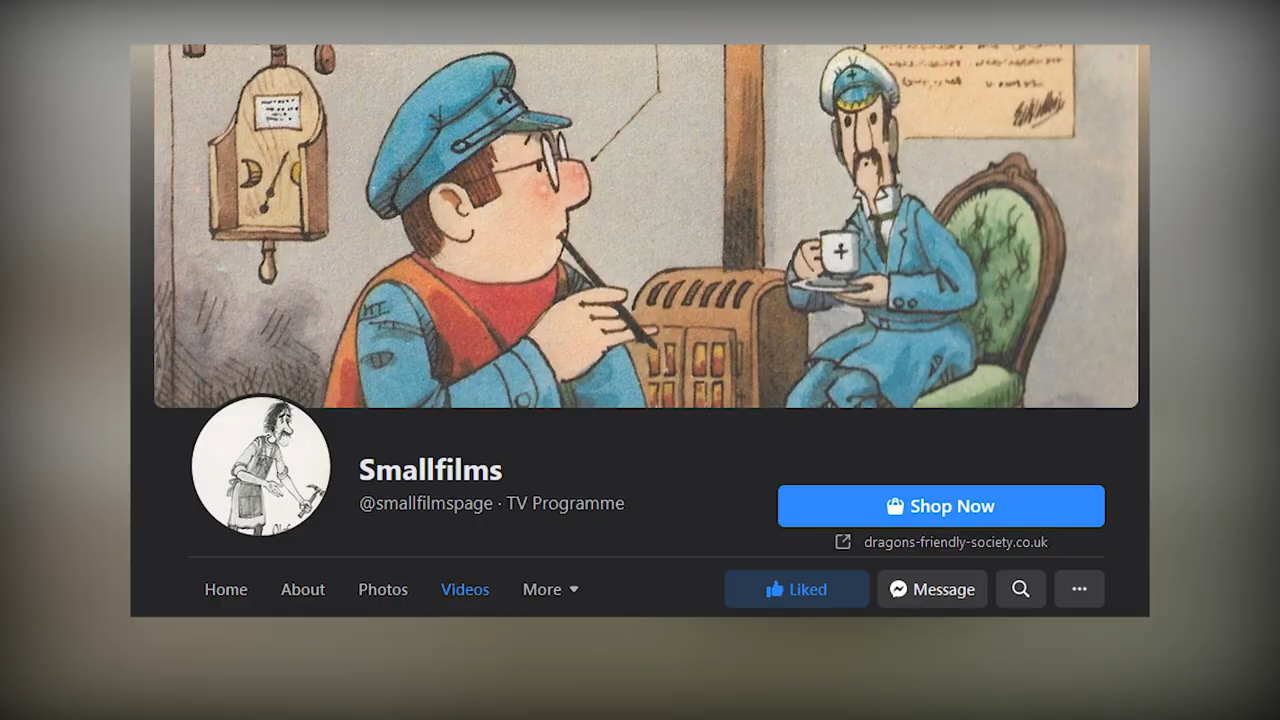 Smallfilms
@smallfilmspage · TV Programme
Shop Now
dragons-friendly-society.co.uk
Home About Photos Videos More
Liked Message